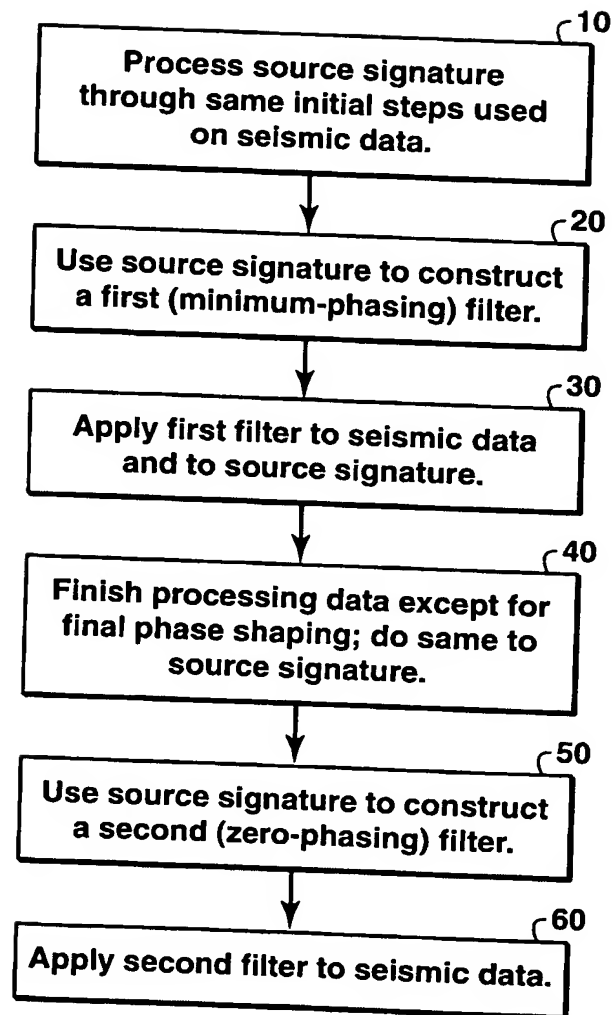 10
Process source signature
through same initial steps used
on seismic data.
20
Use source signature to construct
a first (minimum-phasing) filter.
30
Apply first filter to seismic data
and to source signature.
40
Finish processing data except for
final phase shaping; do same to
source signature.
50
Use source signature to construct
a second (zero-phasing) filter.
60
Apply second filter to seismic data.